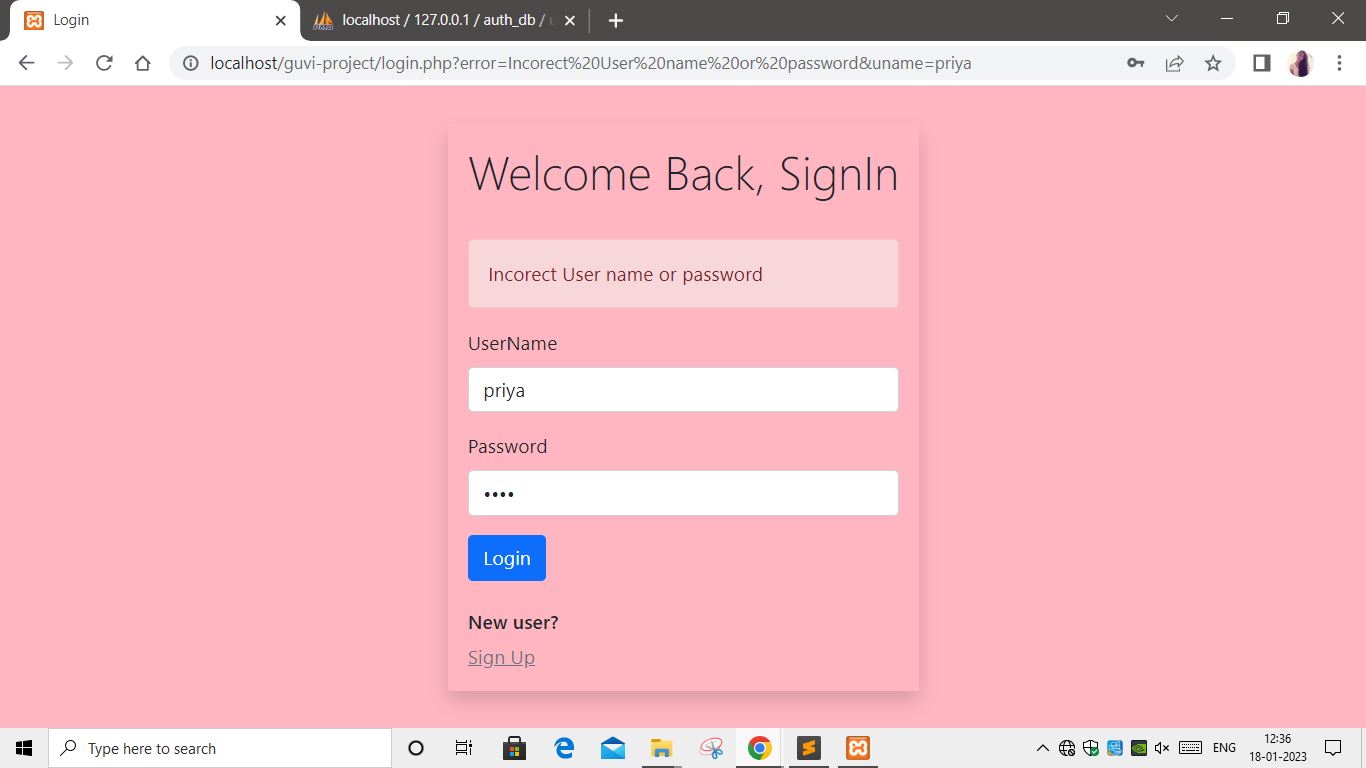 Login
localhost / 127.0.0.1 / auth_db /
localhost/guvi-project/login.php?error=Incorect%20User%20name%20or%20password&uname=priya
Welcome Back, SignIn
Incorect User name or password
UserName
priya
Password
••••
Login
New user?
Sign Up
Type here to search
ENG
12:36
18-01-2023